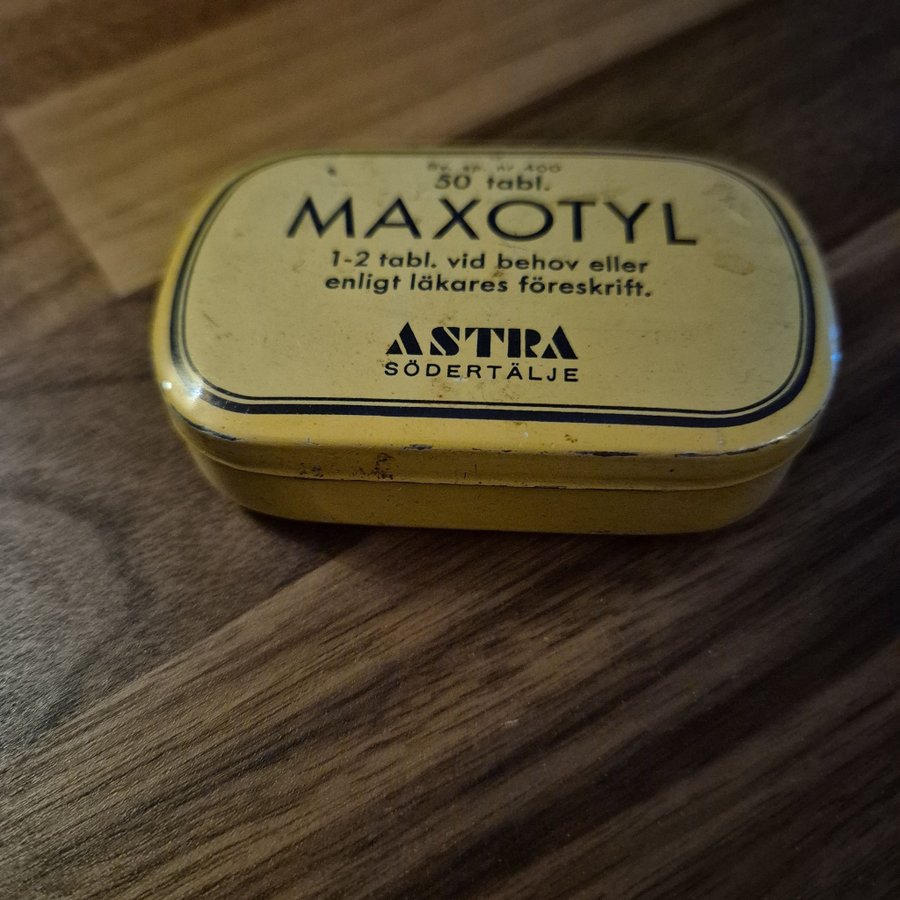 50 tabl.
MAXOTYL
1-2 tabl. vid behov eller
enligt läkares föreskrift.
ASTRA
SÖDERTÄLJE